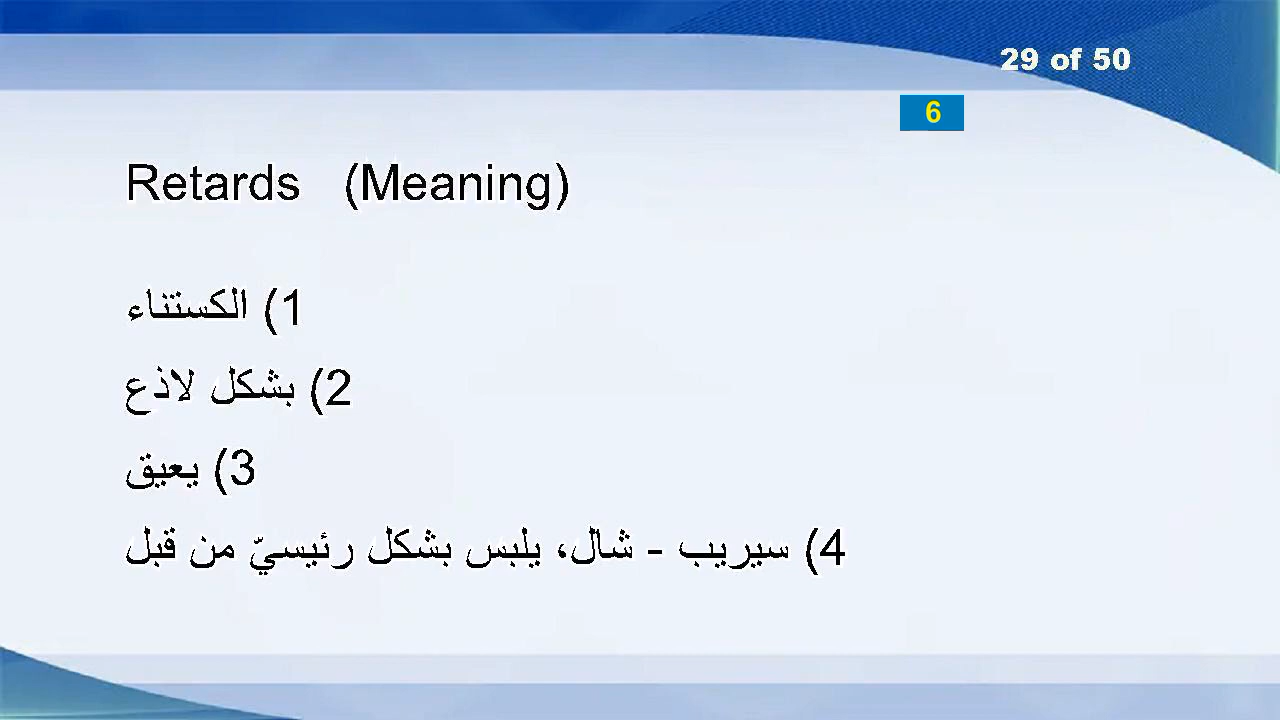 29 of 50
6
Retards (Meaning)
1) الكستناء
2) بشكل لاذع
3) يعيق
4) سيريب - شال، يلبس بشكل رئيسيّ من قبل